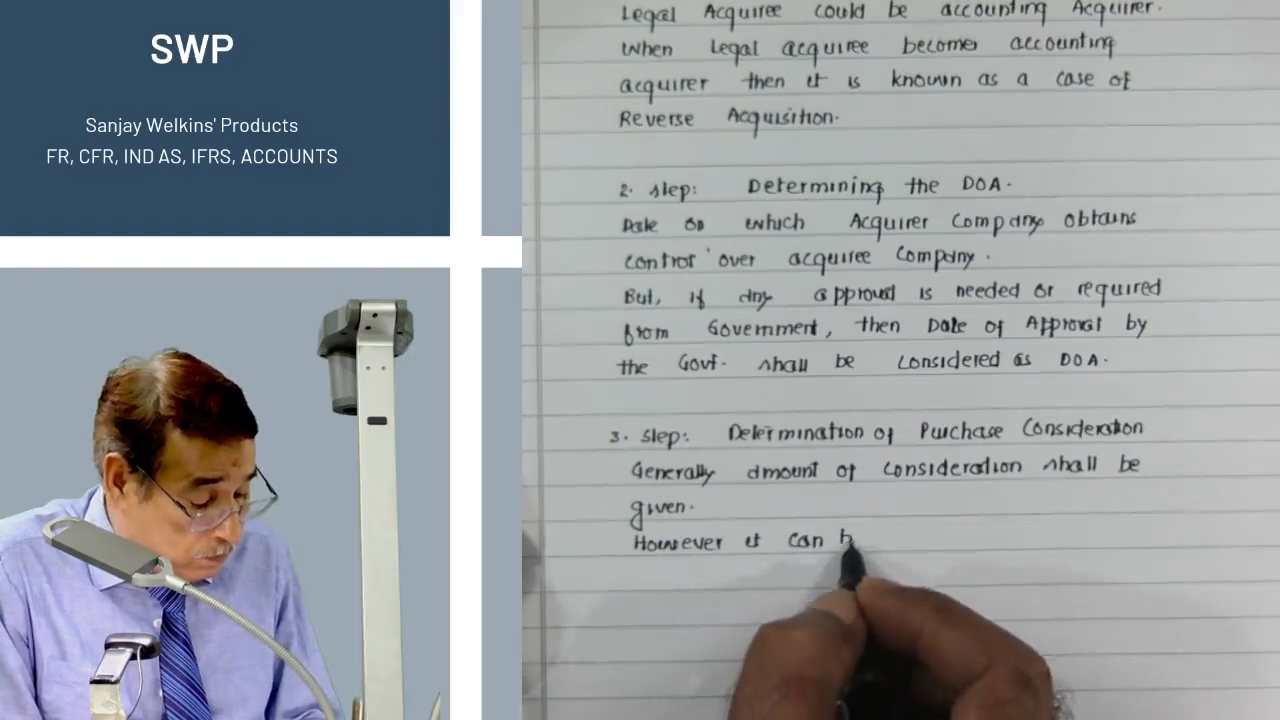 SWP
Sanjay Welkins' Products
FR, CFR, IND AS, IFRS, ACCOUNTS
Legal Acquiree could be accounting Acquirer.
When legal acquiree become accounting
acquirer then it is known as a case of
Reverse Acquisition.
2. step: Determining the DOA.
Date on which Acquirer Company obtains
control over acquiree Company.
But, if any approval is needed or required
from Government, then Date of Approval by
the Govt. shall be Considered as DOA.
3. step: Determination of Purchase Consideration
Generally amount of Consideration shall be
given.
However it can b